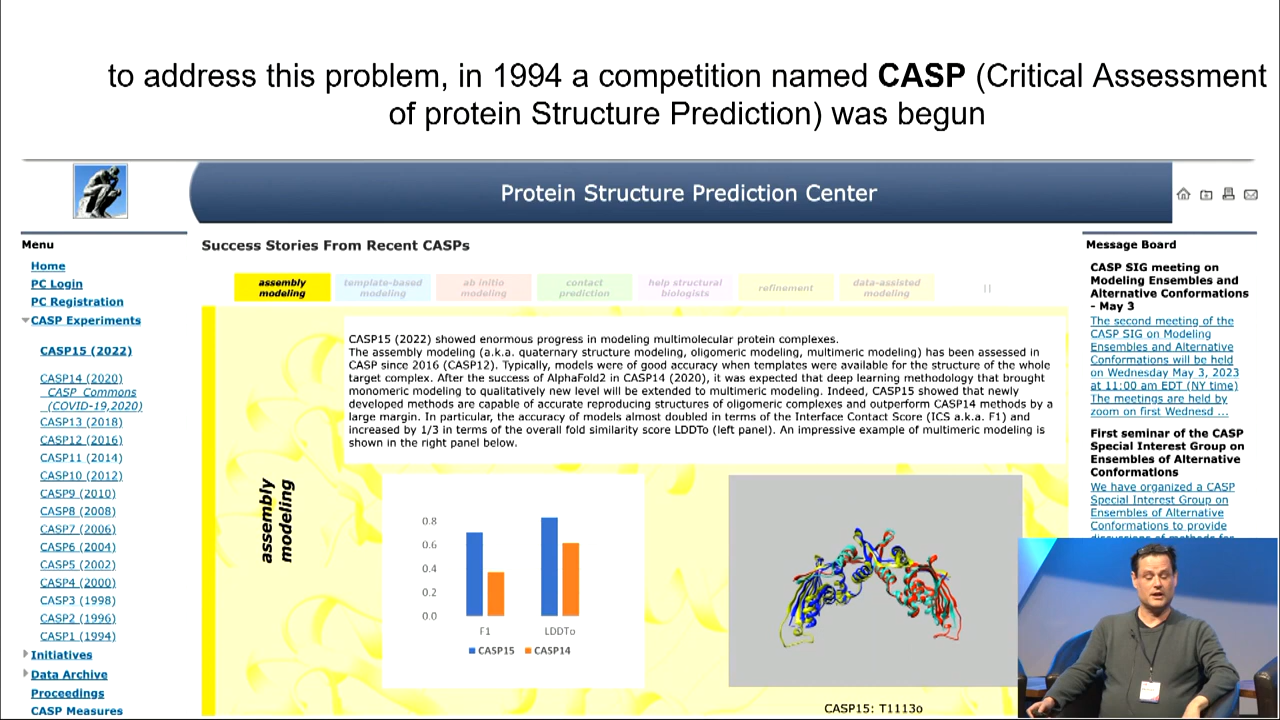 to address this problem, in 1994 a competition named CASP (Critical Assessment
of protein Structure Prediction) was begun
Protein Structure Prediction Center
Menu
Home
PC Login
PC Registration
CASP Experiments
CASP15 (2022)
CASP14 (2020)
CASP_Commons
(COVID-19,2020)
CASP13 (2018)
CASP12 (2016)
CASP11 (2014)
CASP10 (2012)
CASP9 (2010)
CASP8 (2008)
CASP7 (2006)
CASP6 (2004)
CASP5 (2002)
CASP4 (2000)
CASP3 (1998)
CASP2 (1996)
CASP1 (1994)
Initiatives
Data Archive
Proceedings
CASP Measures
Success Stories From Recent CASPs
assembly
modeling
template-based
modeling
ab initio
modeling
contact
prediction
help structural
biologists
refinement
data-assisted
modeling
CASP15 (2022) showed enormous progress in modeling multimolecular protein complexes.
The assembly modeling (a.k.a. quaternary structure modeling, oligomeric modeling, multimeric modeling) has been assessed in
CASP since 2016 (CASP12). Typically, models were of good accuracy when templates were available for the structure of the whole
target complex. After the success of AlphaFold2 in CASP14 (2020), it was expected that deep learning methodology that brought
monomeric modeling to qualitatively new level will be extended to multimeric modeling. Indeed, CASP15 showed that newly
developed methods are capable of accurate reproducing structures of oligomeric complexes and outperform CASP14 methods by a
large margin. In particular, the accuracy of models almost doubled in terms of the Interface Contact Score (ICS a.k.a. F1) and
increased by 1/3 in terms of the overall fold similarity score LDDTo (left panel). An impressive example of multimeric modeling is
shown in the right panel below.
assembly
modeling
0.8
0.6
0.4
0.2
0.0
F1
LDDTo
CASP15
CASP14
CASP15: T1113o
Message Board
CASP SIG meeting on
Modeling Ensembles and
Alternative Conformations
- May 3
The second meeting of the
CASP SIG on Modeling
Ensembles and Alternative
Conformations will be held
on Wednesday May 3, 2023
at 11:00 am EDT (NY time)
The meetings are held by
zoom on first Wednesd ...
First seminar of the CASP
Special Interest Group on
Ensembles of Alternative
Conformations
We have organized a CASP
Special Interest Group on
Ensembles of Alternative
Conformations to provide